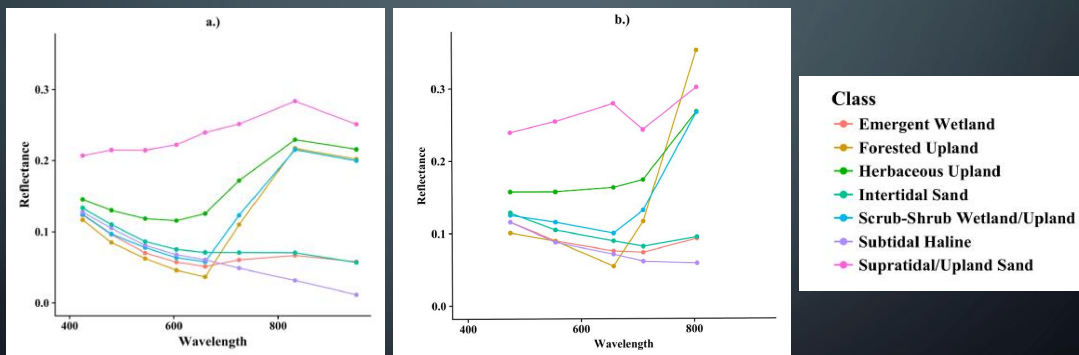 a.)
Reflectance
0.3
0.2
0.1
0.0
400
600
800
Wavelength
b.)
Reflectance
0.3
0.2
0.1
0.0
400
600
800
Wavelength
Class
Emergent Wetland
Forested Upland
Herbaceous Upland
Intertidal Sand
Scrub-Shrub Wetland/Upland
Subtidal Haline
Supratidal/Upland Sand